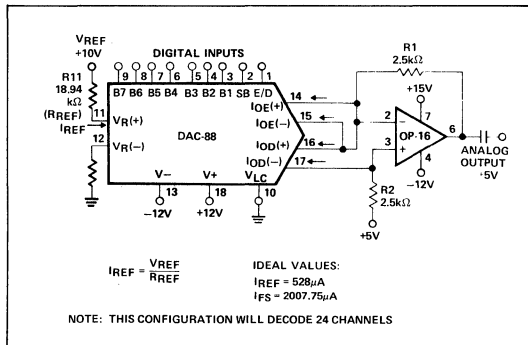 VREF
+10V
DIGITAL INPUTS
R1
2.5kΩ
R11
18.94
kΩ
(RREF)
IREF
9 8 7 6 5 4 3 2 1
B7 B6 B5 B4 B3 B2 B1 SB E/D
11
VR(+)
12
VR(-)
DAC-88
IOE(+)
14
IOE(-)
15
IOD(+)
16
IOD(-)
17
V-
V+
VLC
13
18
10
-12V
+12V
+15V
7
2
-
OP-16
6
3
+
4
-12V
ANALOG
OUTPUT
+5V
R2
2.5kΩ
+5V
IREF = VREF
RREF
IDEAL VALUES:
IREF = 528μA
IFS = 2007.75μA
NOTE: THIS CONFIGURATION WILL DECODE 24 CHANNELS